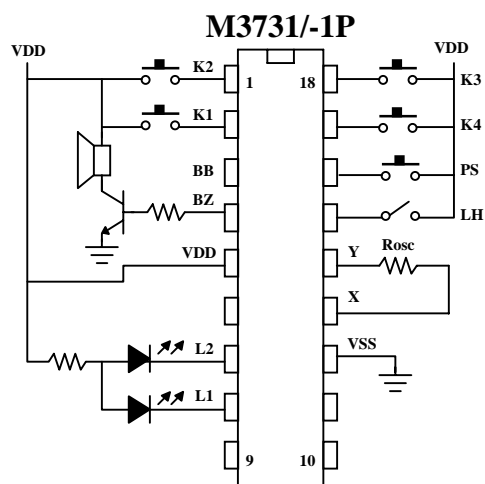 M3731/-1P
VDD
VDD
K2
1
18
K3
K1
K4
BB
PS
BZ
LH
VDD
Y
Rosc
X
L2
VSS
L1
9
10